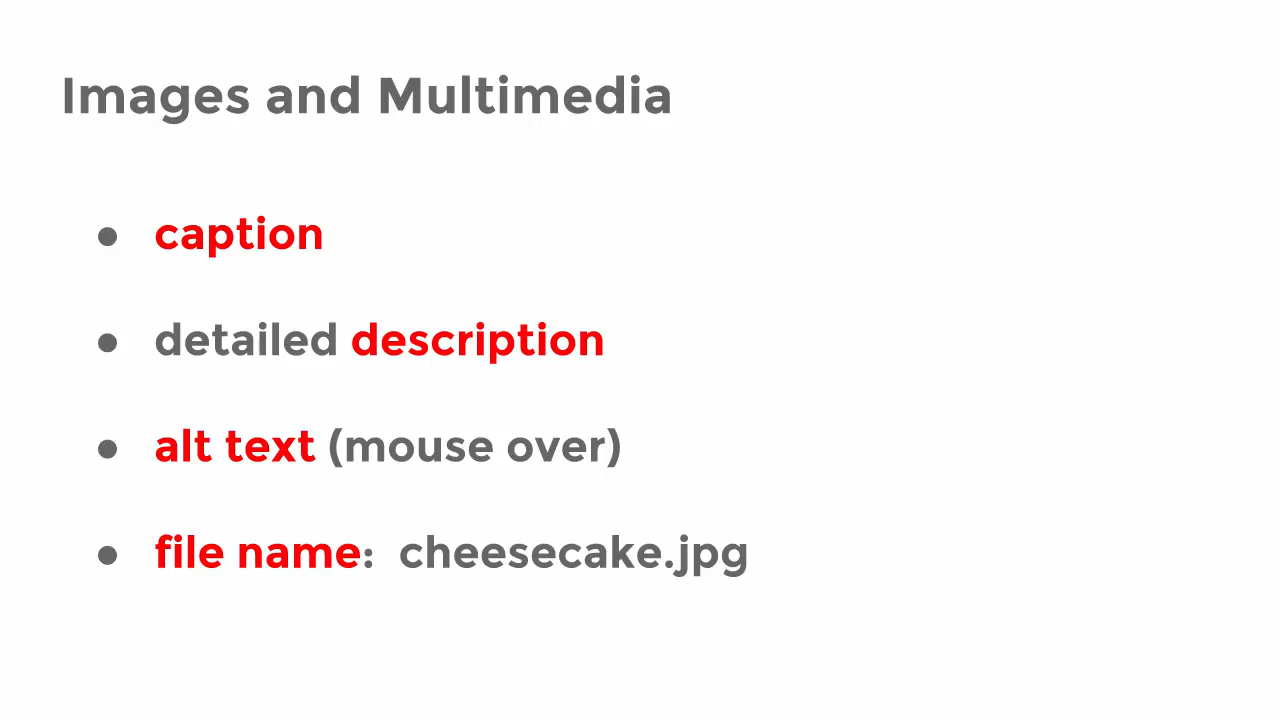 Images and Multimedia
● caption
● detailed description
● alt text (mouse over)
● file name: cheesecake.jpg